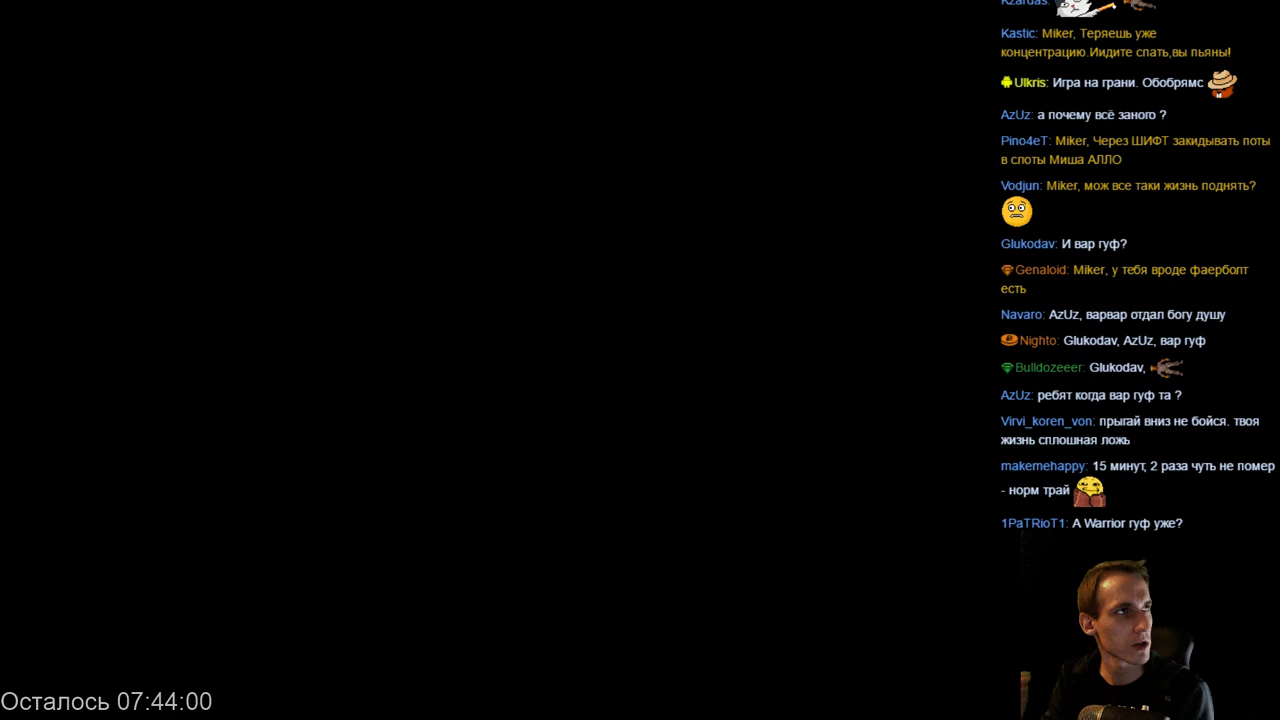 Kzardas:
Kastic: Miker, Теряешь уже
концентрацию.Иидите спать,вы пьяны!
Ulkris: Игра на грани. Обобрямс
AzUz: а почему всё заного ?
Pino4eT: Miker, Через ШИФТ закидывать поты
в слоты Миша АЛЛО
Vodjun: Miker, мож все таки жизнь поднять?
Glukodav: И вар гуф?
Genaloid: Miker, у тебя вроде фаерболт
есть
Navaro: AzUz, варвар отдал богу душу
Nighto: Glukodav, AzUz, вар гуф
Bulldozeeer: Glukodav,
AzUz: ребят когда вар гуф та ?
Virvi_koren_von: прыгай вниз не бойся. твоя
жизнь сплошная ложь
makemehappy: 15 минут, 2 раза чуть не помер
- норм трай
1PaTRioT1: А Warrior гуф уже?
Осталось 07:44:00